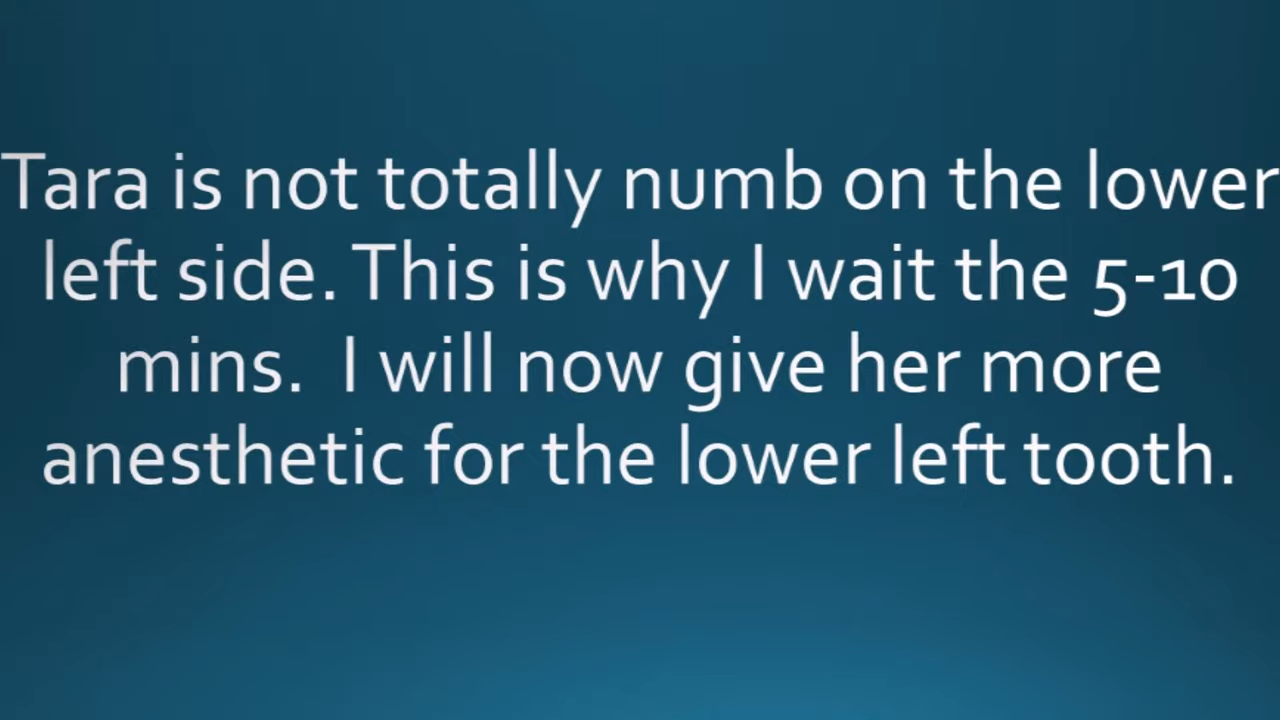 Tara is not totally numb on the lower
left side. This is why I wait the 5-10
mins.  I will now give her more
anesthetic for the lower left tooth.